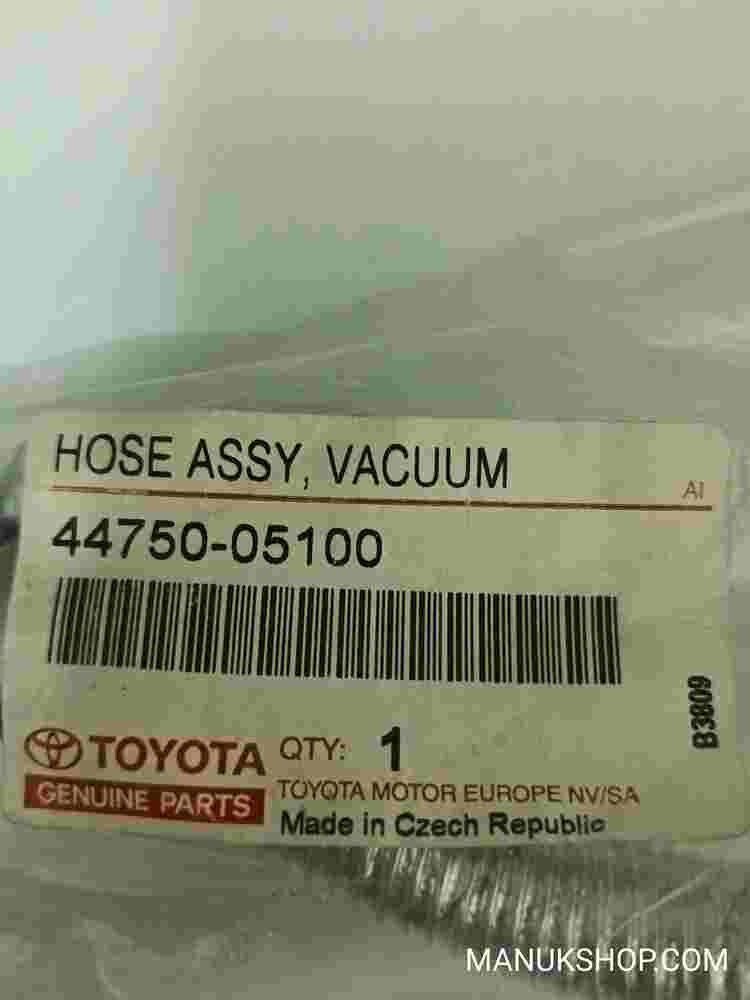 HOSE ASSY, VACUUM
AI
44750-05100
B3809
TOYOTA
GENUINE PARTS
QTY: 1
TOYOTA MOTOR EUROPE NV/SA
Made in Czech Republic
MANUKSHOP.COM